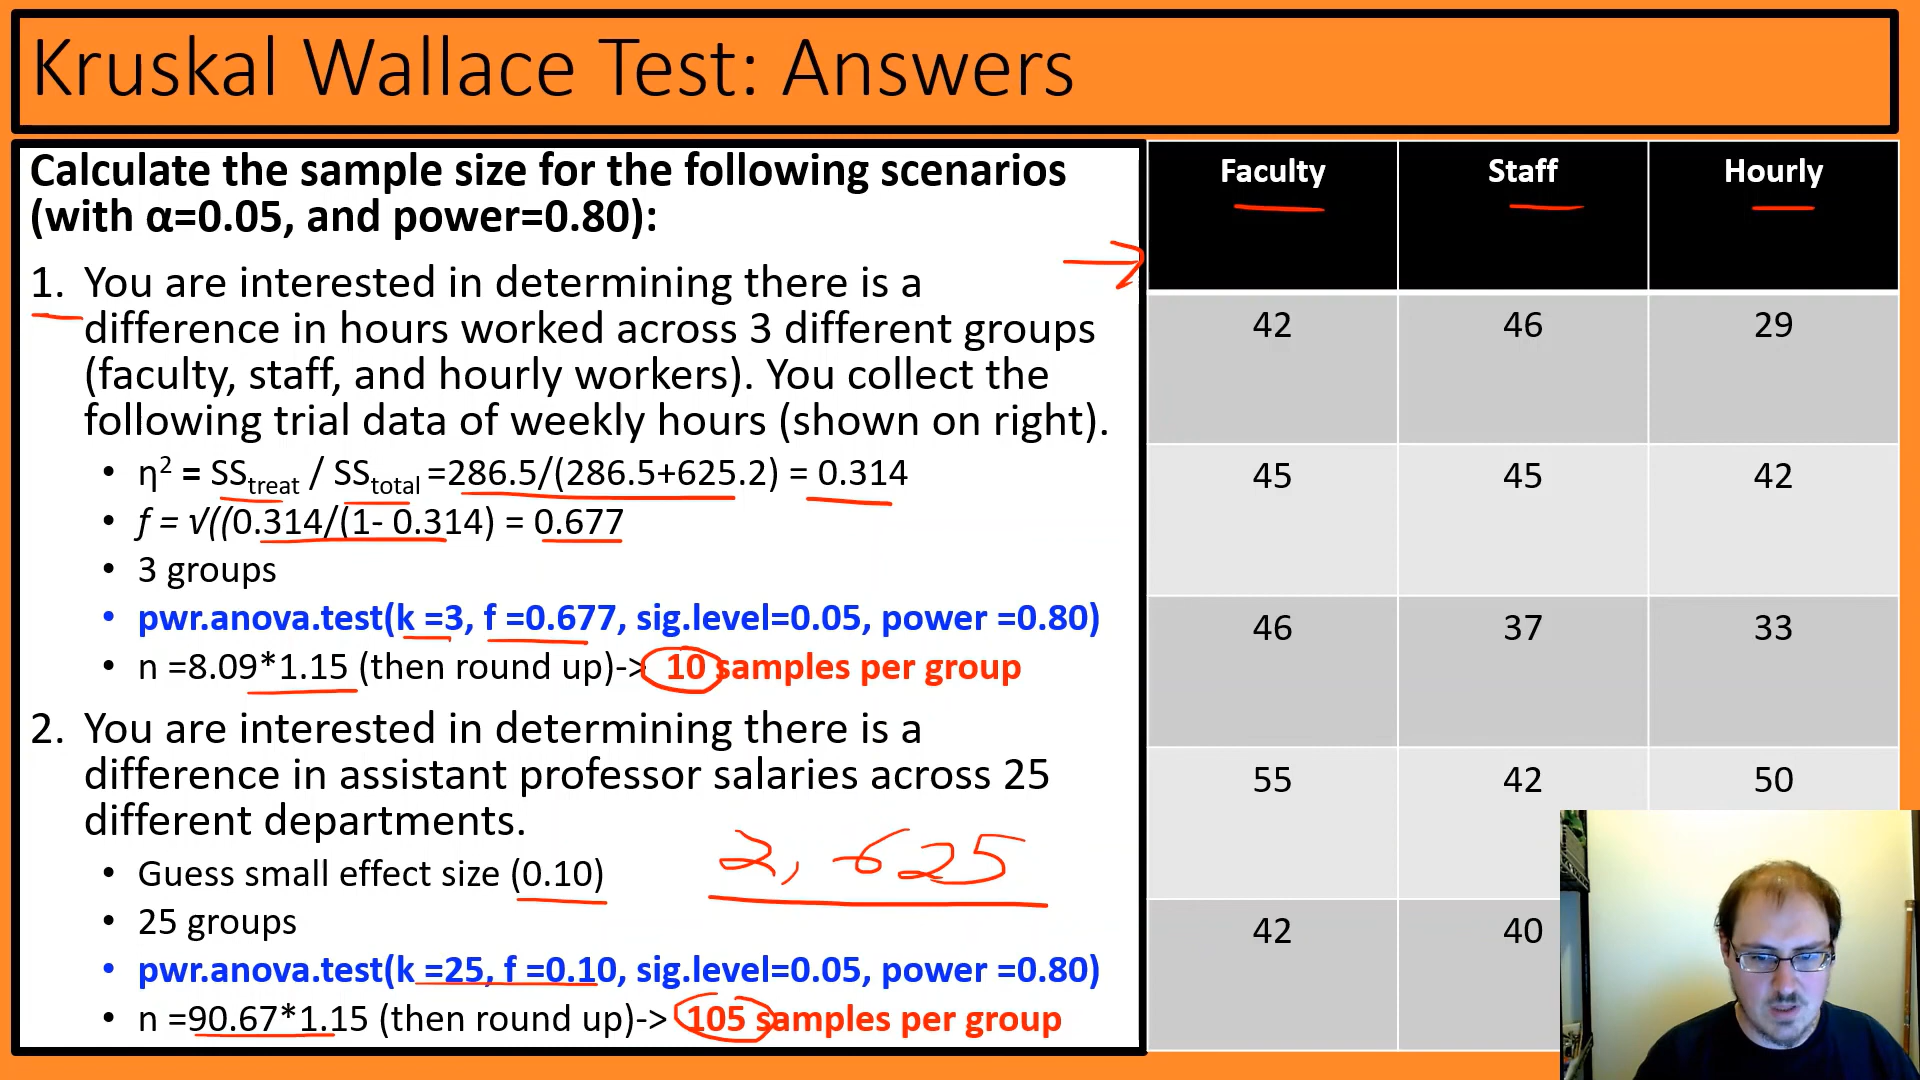 Kruskal Wallace Test: Answers
Calculate the sample size for the following scenarios
(with α=0.05, and power=0.80):
1. You are interested in determining there is a
difference in hours worked across 3 different groups
(faculty, staff, and hourly workers). You collect the
following trial data of weekly hours (shown on right).
• η² = SStreat / SStotal =286.5/(286.5+625.2) = 0.314
• f = √((0.314/(1- 0.314) = 0.677
• 3 groups
• pwr.anova.test(k =3, f =0.677, sig.level=0.05, power =0.80)
• n =8.09*1.15 (then round up)-> 10 samples per group
2. You are interested in determining there is a
difference in assistant professor salaries across 25
different departments.
2,625
• Guess small effect size (0.10)
• 25 groups
• pwr.anova.test(k =25, f =0.10, sig.level=0.05, power =0.80)
• n =90.67*1.15 (then round up)-> 105 samples per group
Faculty Staff Hourly
42 46 29
45 45 42
46 37 33
55 42 50
42 40